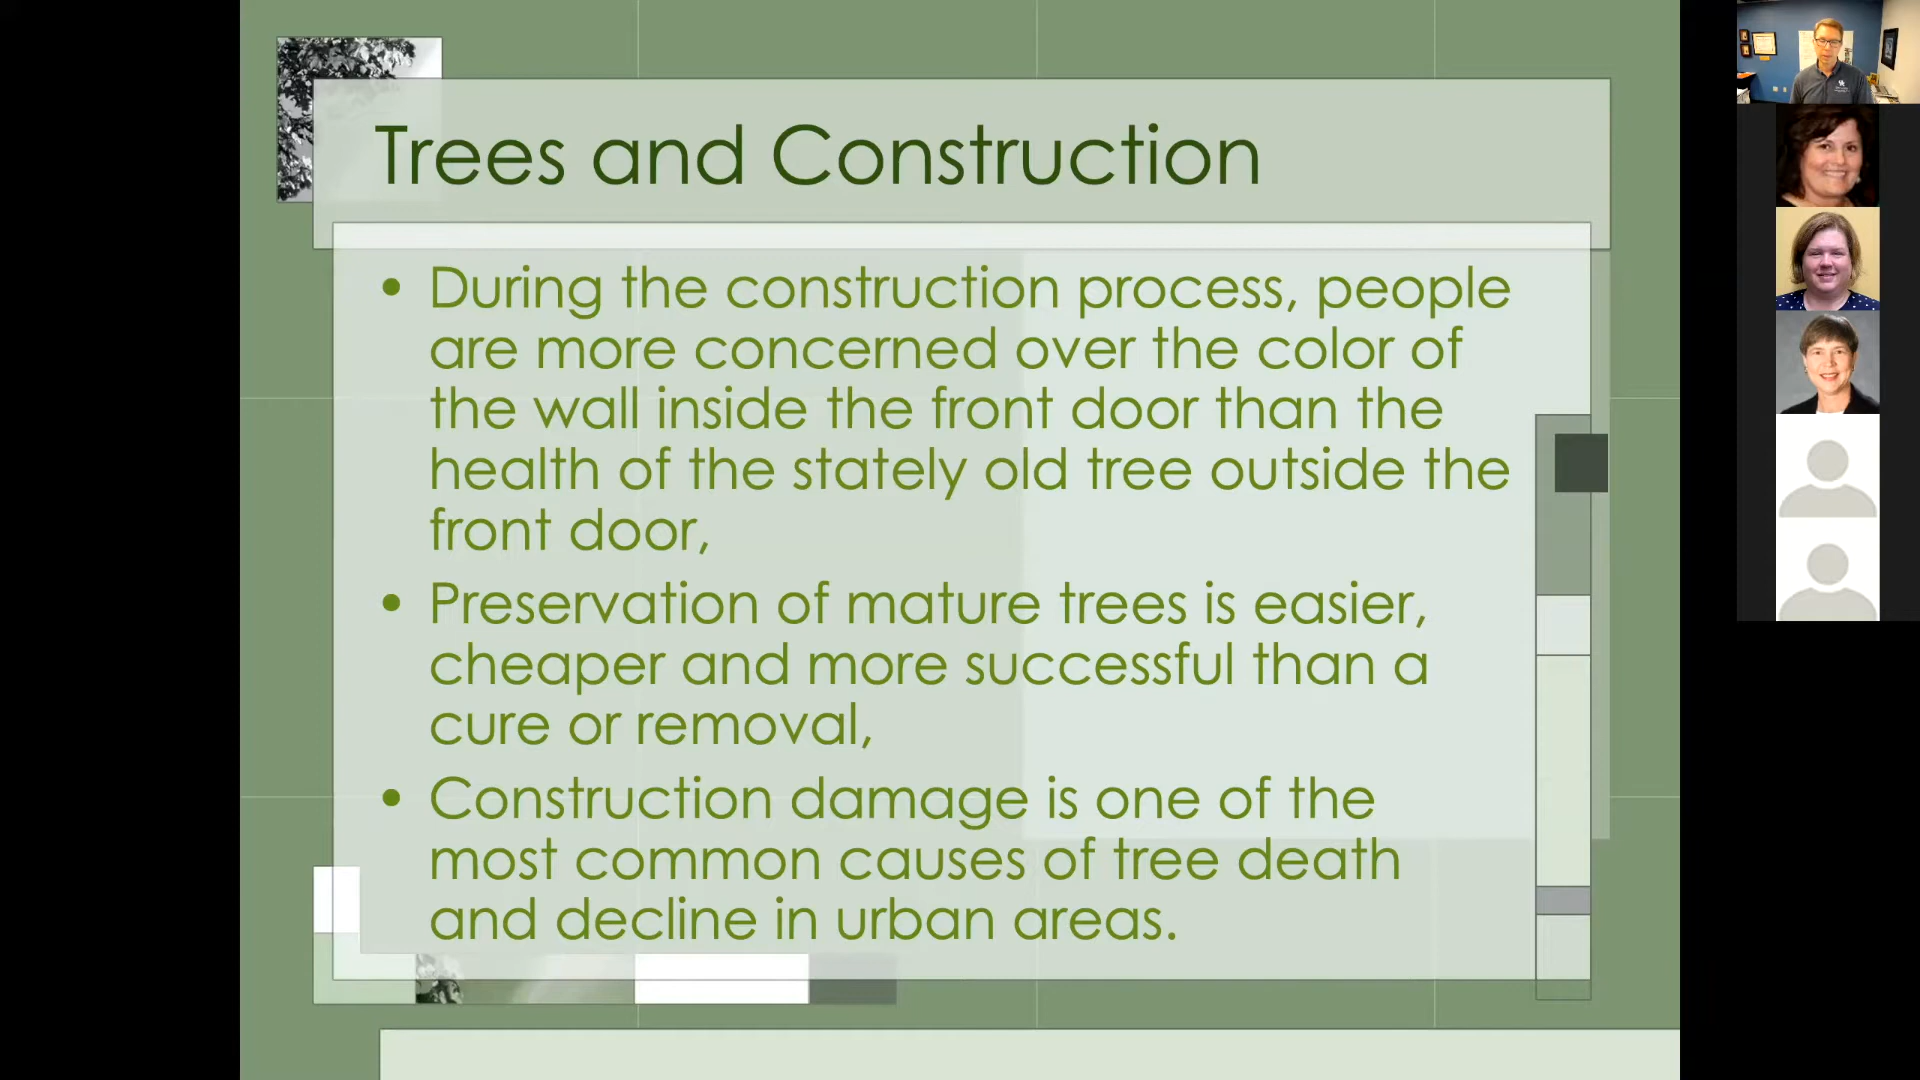 Trees and Construction
• During the construction process, people
are more concerned over the color of
the wall inside the front door than the
health of the stately old tree outside the
front door,
• Preservation of mature trees is easier,
cheaper and more successful than a
cure or removal,
• Construction damage is one of the
most common causes of tree death
and decline in urban areas.